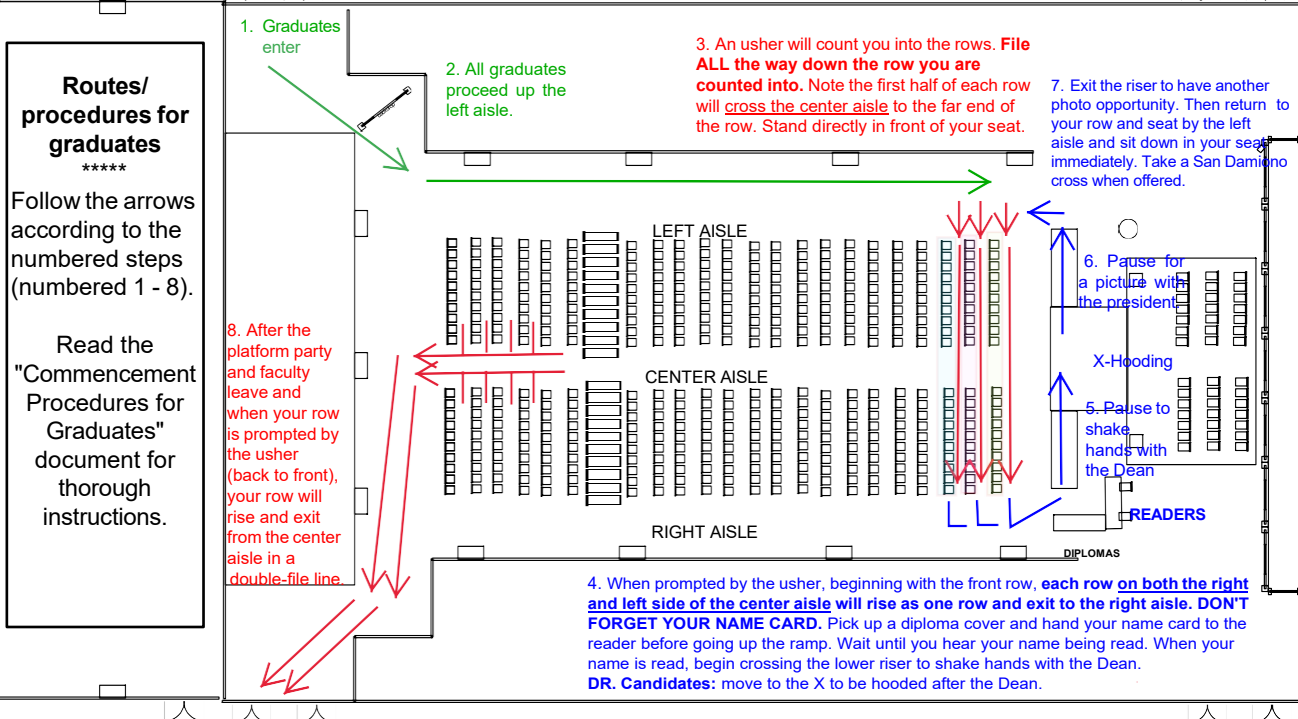 Routes/
procedures for
graduates
*****
Follow the arrows
according to the
numbered steps
(numbered 1 - 8).
Read the
"Commencement
Procedures for
Graduates"
document for
thorough
instructions.
1. Graduates
enter
2. All graduates
proceed up the
left aisle.
3. An usher will count you into the rows. File
ALL the way down the row you are
counted into. Note the first half of each row
will cross the center aisle to the far end of
the row. Stand directly in front of your seat.
7. Exit the riser to have another
photo opportunity. Then return to
your row and seat by the left
aisle and sit down in your seat
immediately. Take a San Damiono
cross when offered.
LEFT AISLE
6. Pause for
a picture with
the president.
X-Hooding
CENTER AISLE
5. Pause to
shake
hands with
the Dean
8. After the
platform party
and faculty
leave and
when your row
is prompted by
the usher
(back to front),
your row will
rise and exit
from the center
aisle in a
double-file line.
READERS
RIGHT AISLE
DIPLOMAS
4. When prompted by the usher, beginning with the front row, each row on both the right
and left side of the center aisle will rise as one row and exit to the right aisle. DON'T
FORGET YOUR NAME CARD. Pick up a diploma cover and hand your name card to the
reader before going up the ramp. Wait until you hear your name being read. When your
name is read, begin crossing the lower riser to shake hands with the Dean.
DR. Candidates: move to the X to be hooded after the Dean.